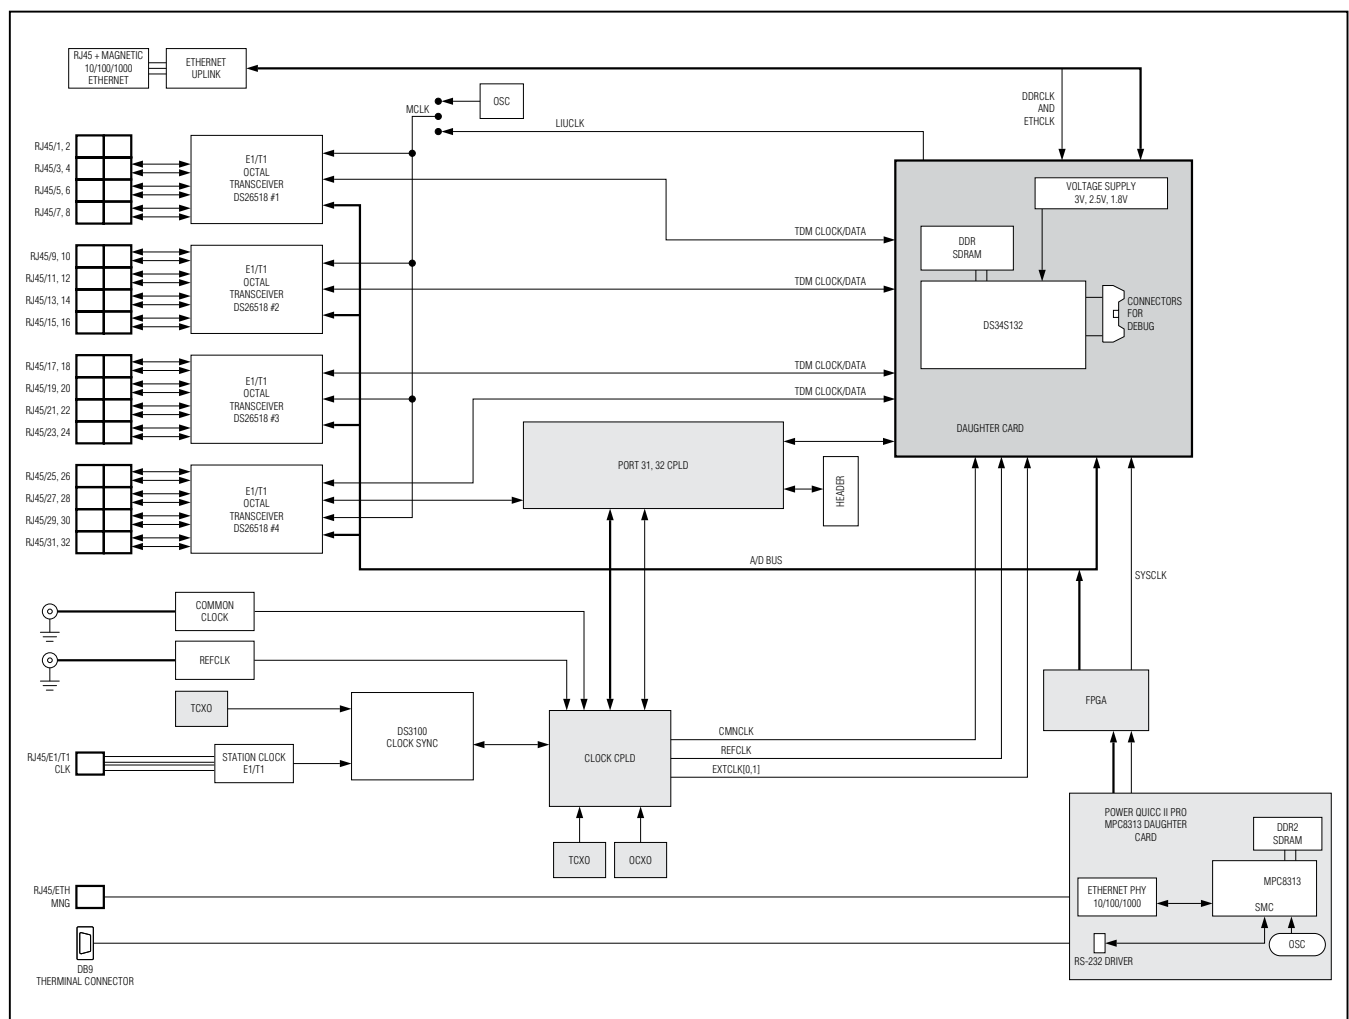 RJ45 + MAGNETIC
10/100/1000
ETHERNET
ETHERNET
UPLINK
MCLK
OSC
LIUCLK
DDRCLK
AND
ETHCLK
RJ45/1, 2
RJ45/3, 4
RJ45/5, 6
RJ45/7, 8
E1/T1
OCTAL
TRANSCEIVER
DS26518 #1
TDM CLOCK/DATA
VOLTAGE SUPPLY
3V, 2.5V, 1.8V
DDR
SDRAM
DS34S132
CONNECTORS
FOR
DEBUG
DAUGHTER CARD
RJ45/9, 10
RJ45/11, 12
RJ45/13, 14
RJ45/15, 16
E1/T1
OCTAL
TRANSCEIVER
DS26518 #2
TDM CLOCK/DATA
RJ45/17, 18
RJ45/19, 20
RJ45/21, 22
RJ45/23, 24
E1/T1
OCTAL
TRANSCEIVER
DS26518 #3
TDM CLOCK/DATA
TDM CLOCK/DATA
PORT 31, 32 CPLD
HEADER
RJ45/25, 26
RJ45/27, 28
RJ45/29, 30
RJ45/31, 32
E1/T1
OCTAL
TRANSCEIVER
DS26518 #4
A/D BUS
SYSCLK
COMMON
CLOCK
REFCLK
TCXO
DS3100
CLOCK SYNC
RJ45/E1/T1
CLK
STATION CLOCK
E1/T1
CLOCK CPLD
CMNCLK
REFCLK
EXTCLK[0,1]
FPGA
TCXO
OCXO
POWER QUICC II PRO
MPC8313 DAUGHTER
CARD
DDR2
SDRAM
MPC8313
SMC
ETHERNET PHY
10/100/1000
OSC
RS-232 DRIVER
RJ45/ETH
MNG
DB9
THERMINAL CONNECTOR